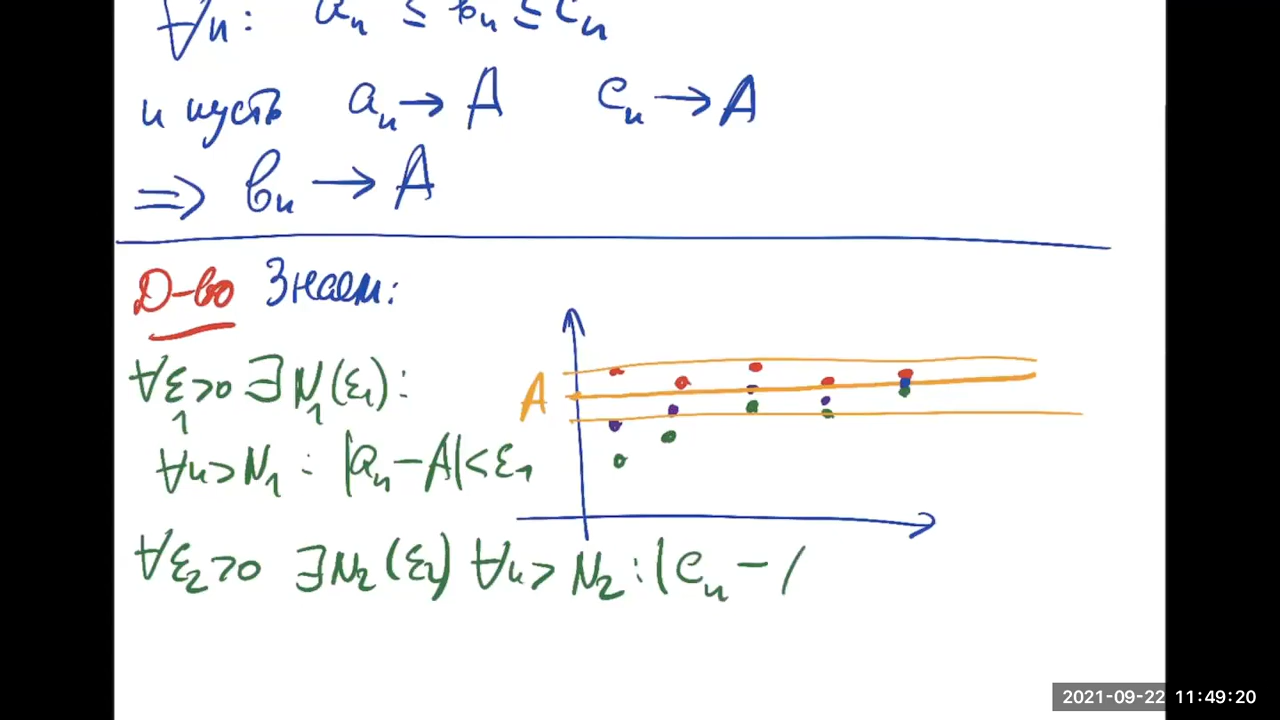 ∀n: aₙ ≤ bₙ ≤ cₙ
и пусть aₙ → A cₙ → A
⇒ bₙ → A
Д-во Знаем:
∀ε₁>0 ∃N₁(ε₁):
∀n>N₁ : |aₙ − A| < ε₁
A
∀ε₂>0 ∃N₂(ε₂) ∀n > N₂ : |cₙ − /
2021-09-22 11:49:20